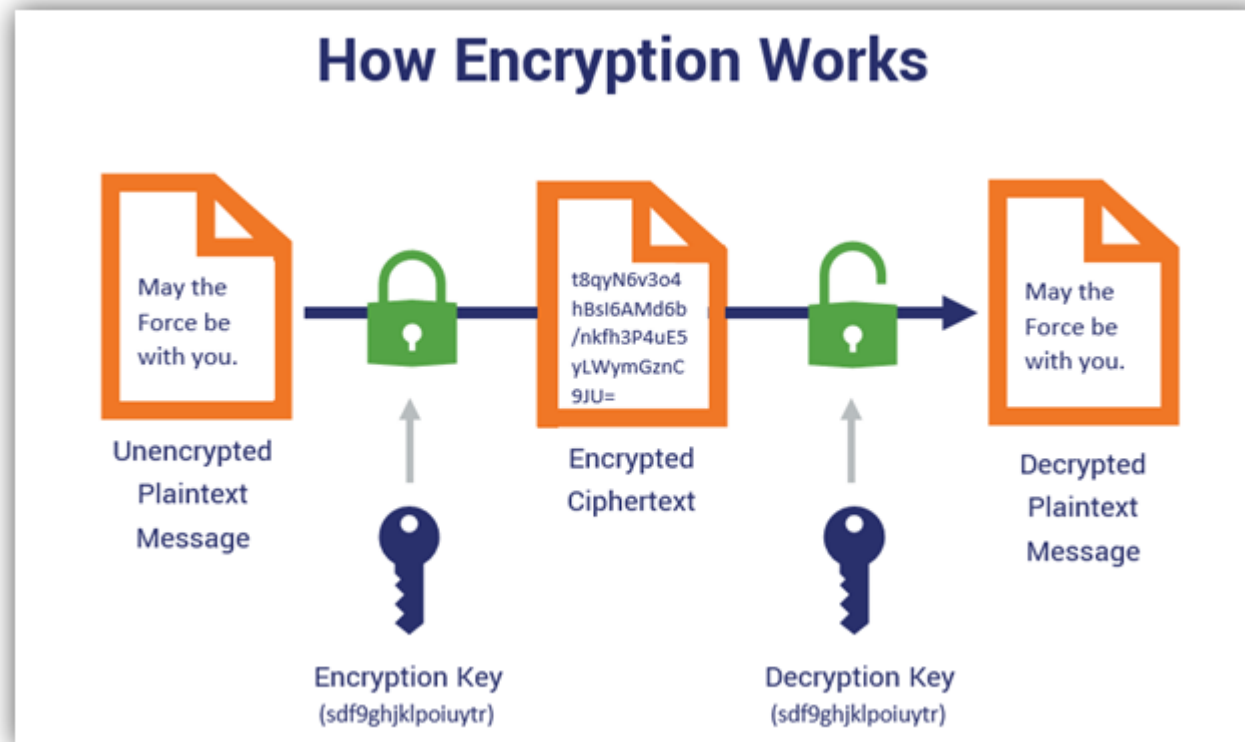 How Encryption Works
May the
Force be
with you.
Unencrypted
Plaintext
Message
Encryption Key
(sdf9ghjklpoiuytr)
t8qyN6v3o4
hBsI6AMd6b
/nkfh3P4uE5
yLWymGznC
9JU=
Encrypted
Ciphertext
Decryption Key
(sdf9ghjklpoiuytr)
May the
Force be
with you.
Decrypted
Plaintext
Message